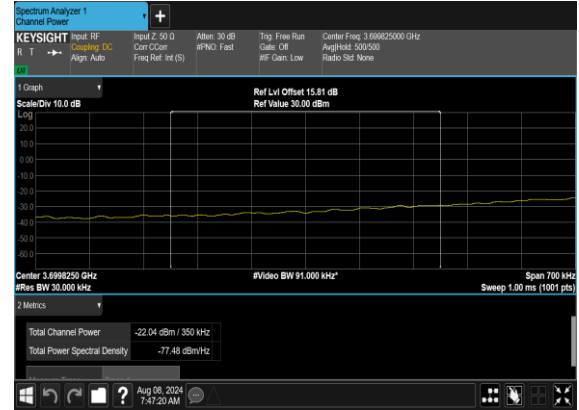 Spectrum Analyzer 1
Channel Power
KEYSIGHT Input: RF Input Z: 50 Ω Atten: 30 dB Trig: Free Run Center Freq: 3.699825000 GHz
R T Coupling: DC Corr CCorr #PNO: Fast Gate: Off Avg|Hold: 500/500
Align: Auto Freq Ref: Int (S) #IF Gain: Low Radio Std: None
1 Graph
Ref Lvl Offset 15.81 dB
Scale/Div 10.0 dB Ref Value 30.00 dBm
Log
20.0
10.0
0.00
-10.0
-20.0
-30.0
-40.0
-50.0
-60.0
Center 3.6998250 GHz #Video BW 91.000 kHz* Span 700 kHz
#Res BW 30.000 kHz Sweep 1.00 ms (1001 pts)
2 Metrics
Total Channel Power -22.04 dBm / 350 kHz
Total Power Spectral Density -77.48 dBm/Hz
Aug 08, 2024
7:47:20 AM